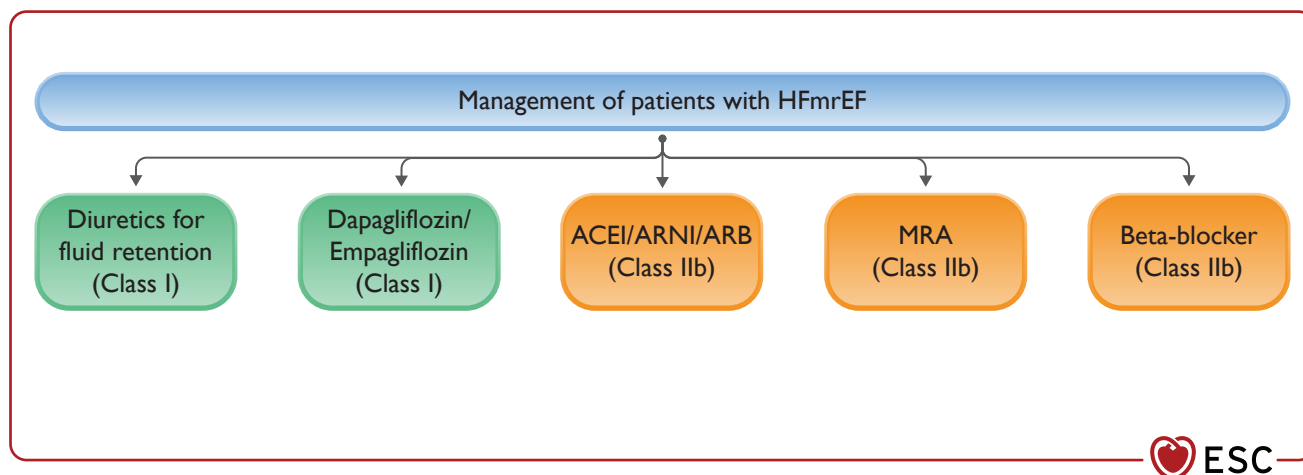 Management of patients with HFmrEF
Diuretics for
fluid retention
(Class I)
Dapagliflozin/
Empagliflozin
(Class I)
ACEI/ARNI/ARB
(Class IIb)
MRA
(Class IIb)
Beta-blocker
(Class IIb)
ESC